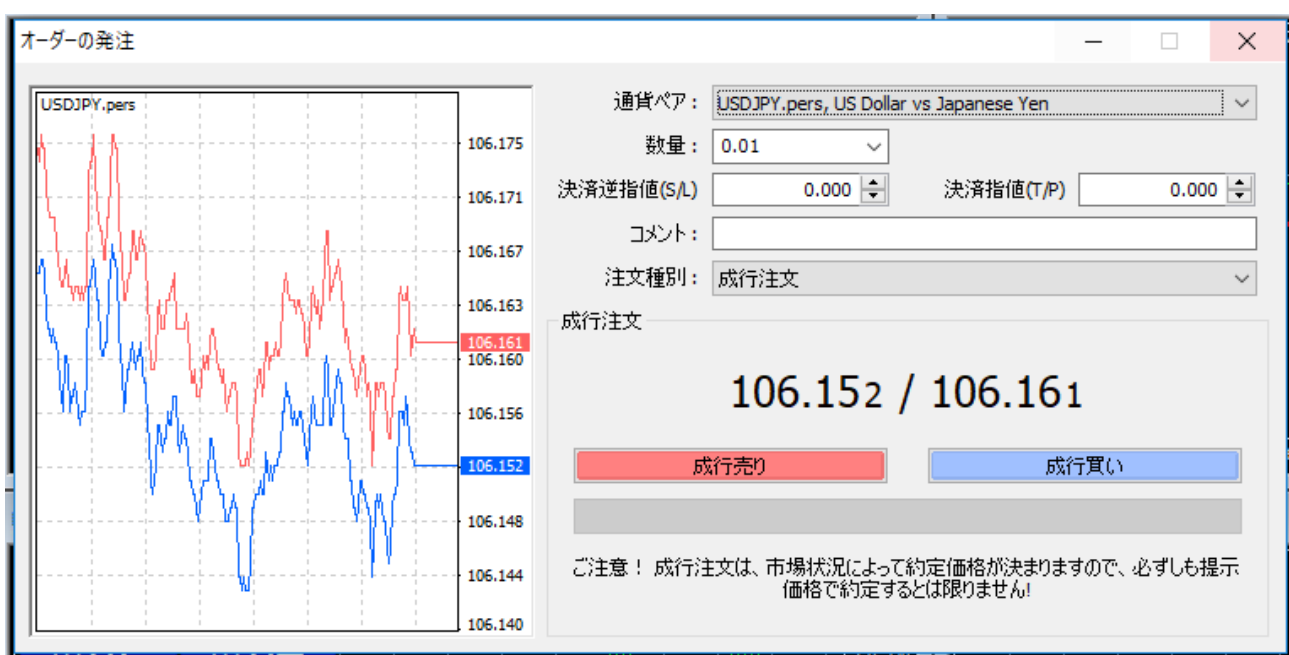 オーダーの発注
USDJPY.pers
106.175
106.171
106.167
106.163
106.161
106.160
106.156
106.152
106.148
106.144
106.140
通貨ペア： USDJPY.pers, US Dollar vs Japanese Yen
数量： 0.01
決済逆指値(S/L) 0.000 決済指値(T/P) 0.000
コメント：
注文種別： 成行注文
成行注文
106.152 / 106.161
成行売り 成行買い
ご注意！ 成行注文は、市場状況によって約定価格が決まりますので、必ずしも提示
価格で約定するとは限りません!